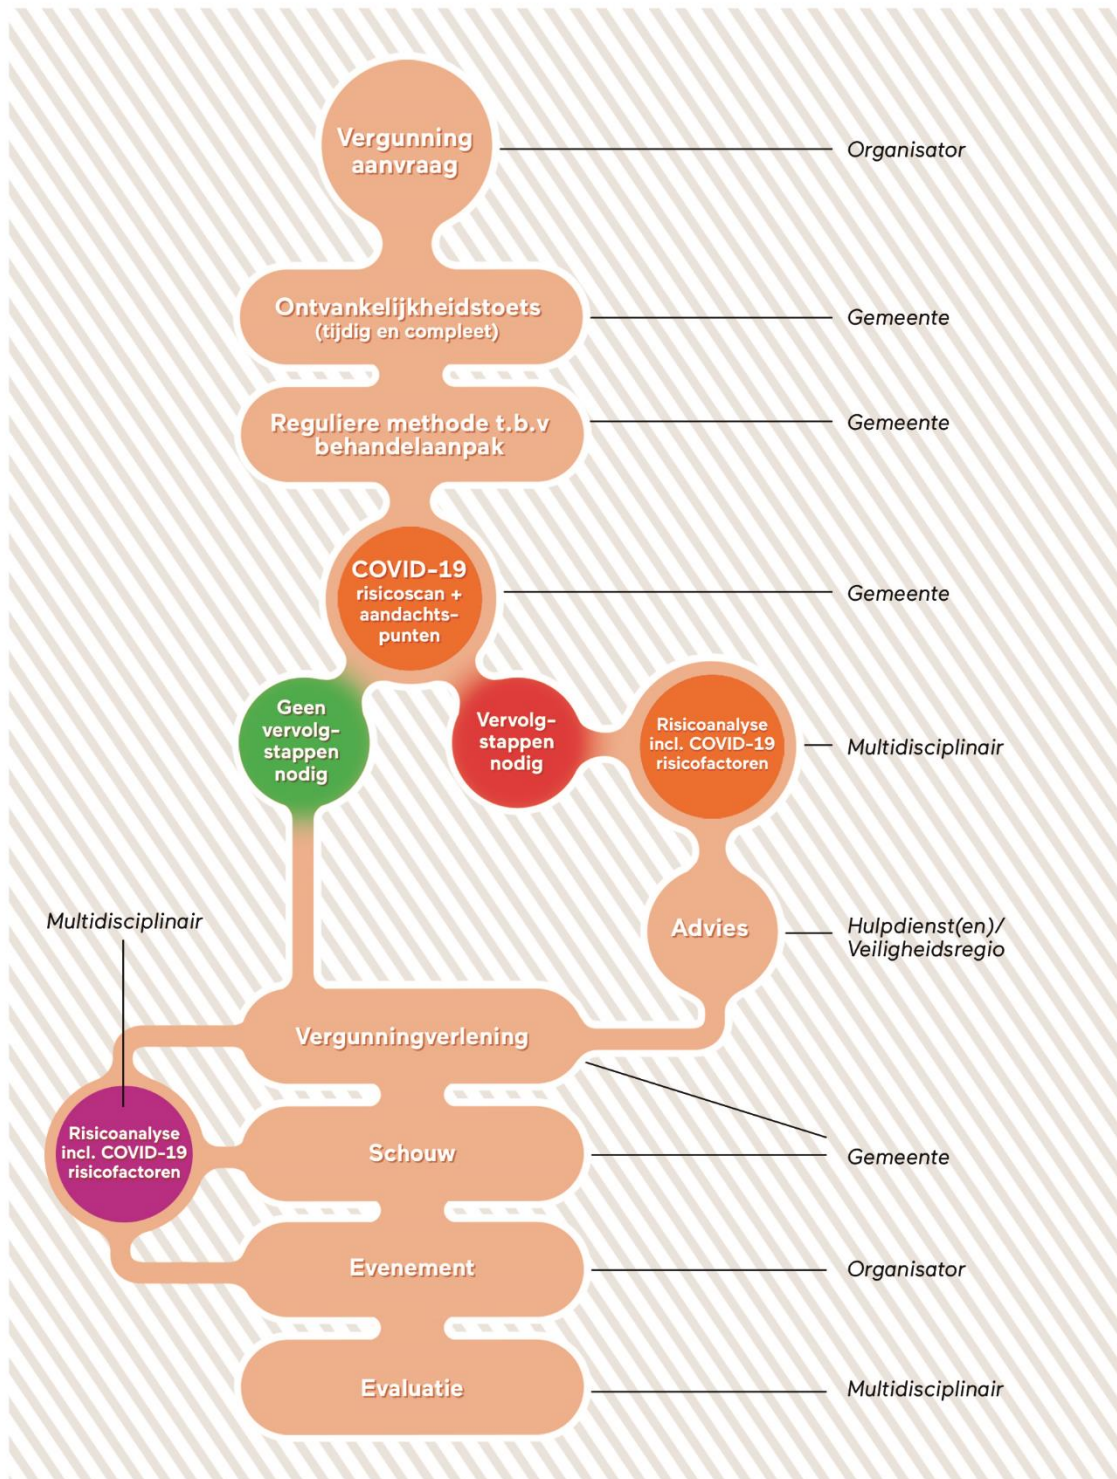 Vergunning
aanvraag
Organisator
Ontvankelijkheidstoets
(tijdig en compleet)
Gemeente
Reguliere methode t.b.v
behandelaanpak
Gemeente
COVID-19
risicoscan +
aandachts-
punten
Gemeente
Geen
vervolg-
stappen
nodig
Vervolg-
stappen
nodig
Risicoanalyse
incl. COVID-19
risicofactoren
Multidisciplinair
Advies
Hulpdienst(en)/
Veiligheidsregio
Multidisciplinair
Vergunningverlening
Risicoanalyse
incl. COVID-19
risicofactoren
Schouw
Gemeente
Evenement
Organisator
Evaluatie
Multidisciplinair